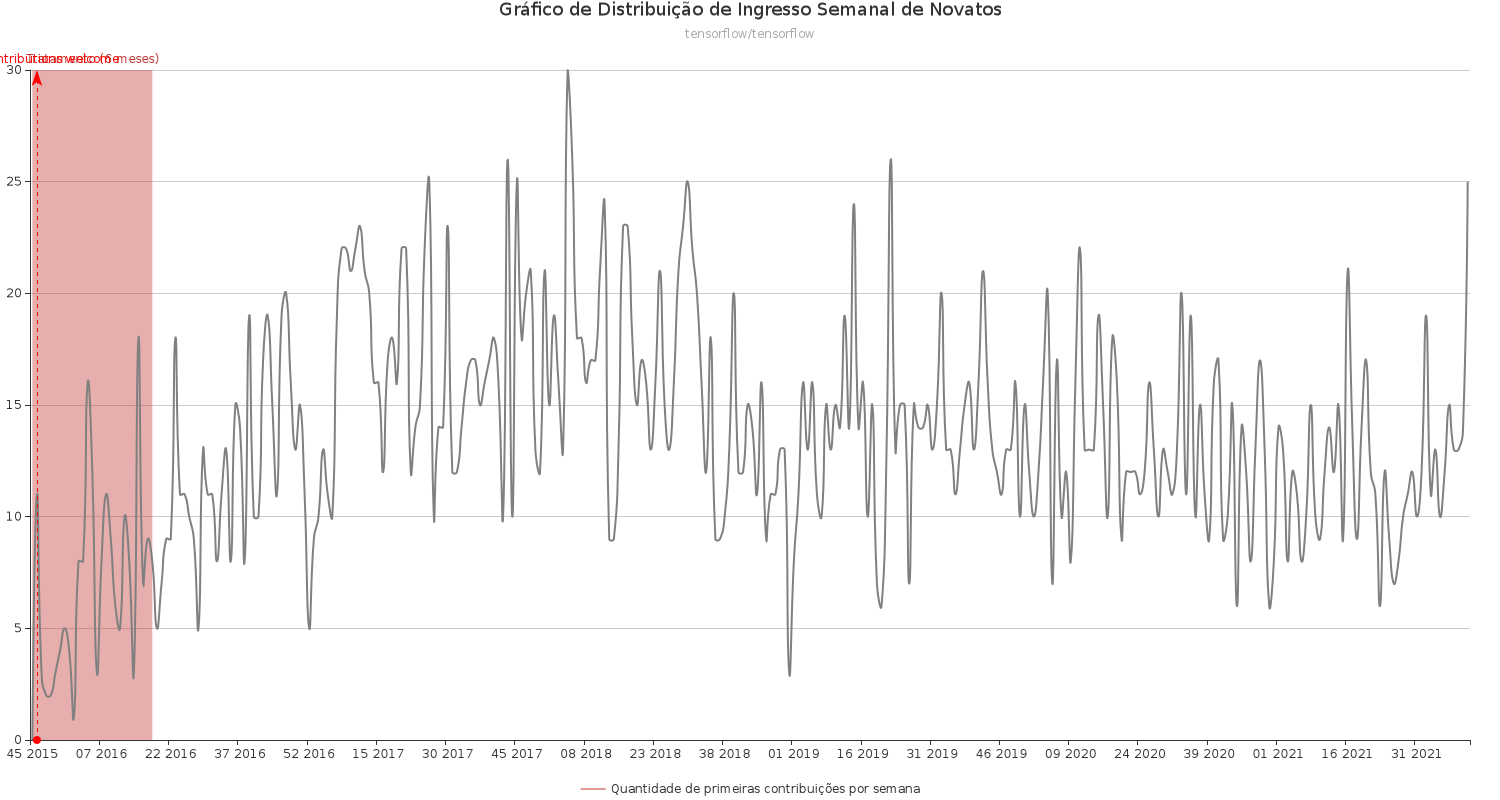 Gráfico de Distribuição de Ingresso Semanal de Novatos
tensorflow/tensorflow
Tratamento (6 meses)
30
25
20
15
10
5
0
45 2015 07 2016 22 2016 37 2016 52 2016 15 2017 30 2017 45 2017 08 2018 23 2018 38 2018 01 2019 16 2019 31 2019 46 2019 09 2020 24 2020 39 2020 01 2021 16 2021 31 2021
Quantidade de primeiras contribuições por semana